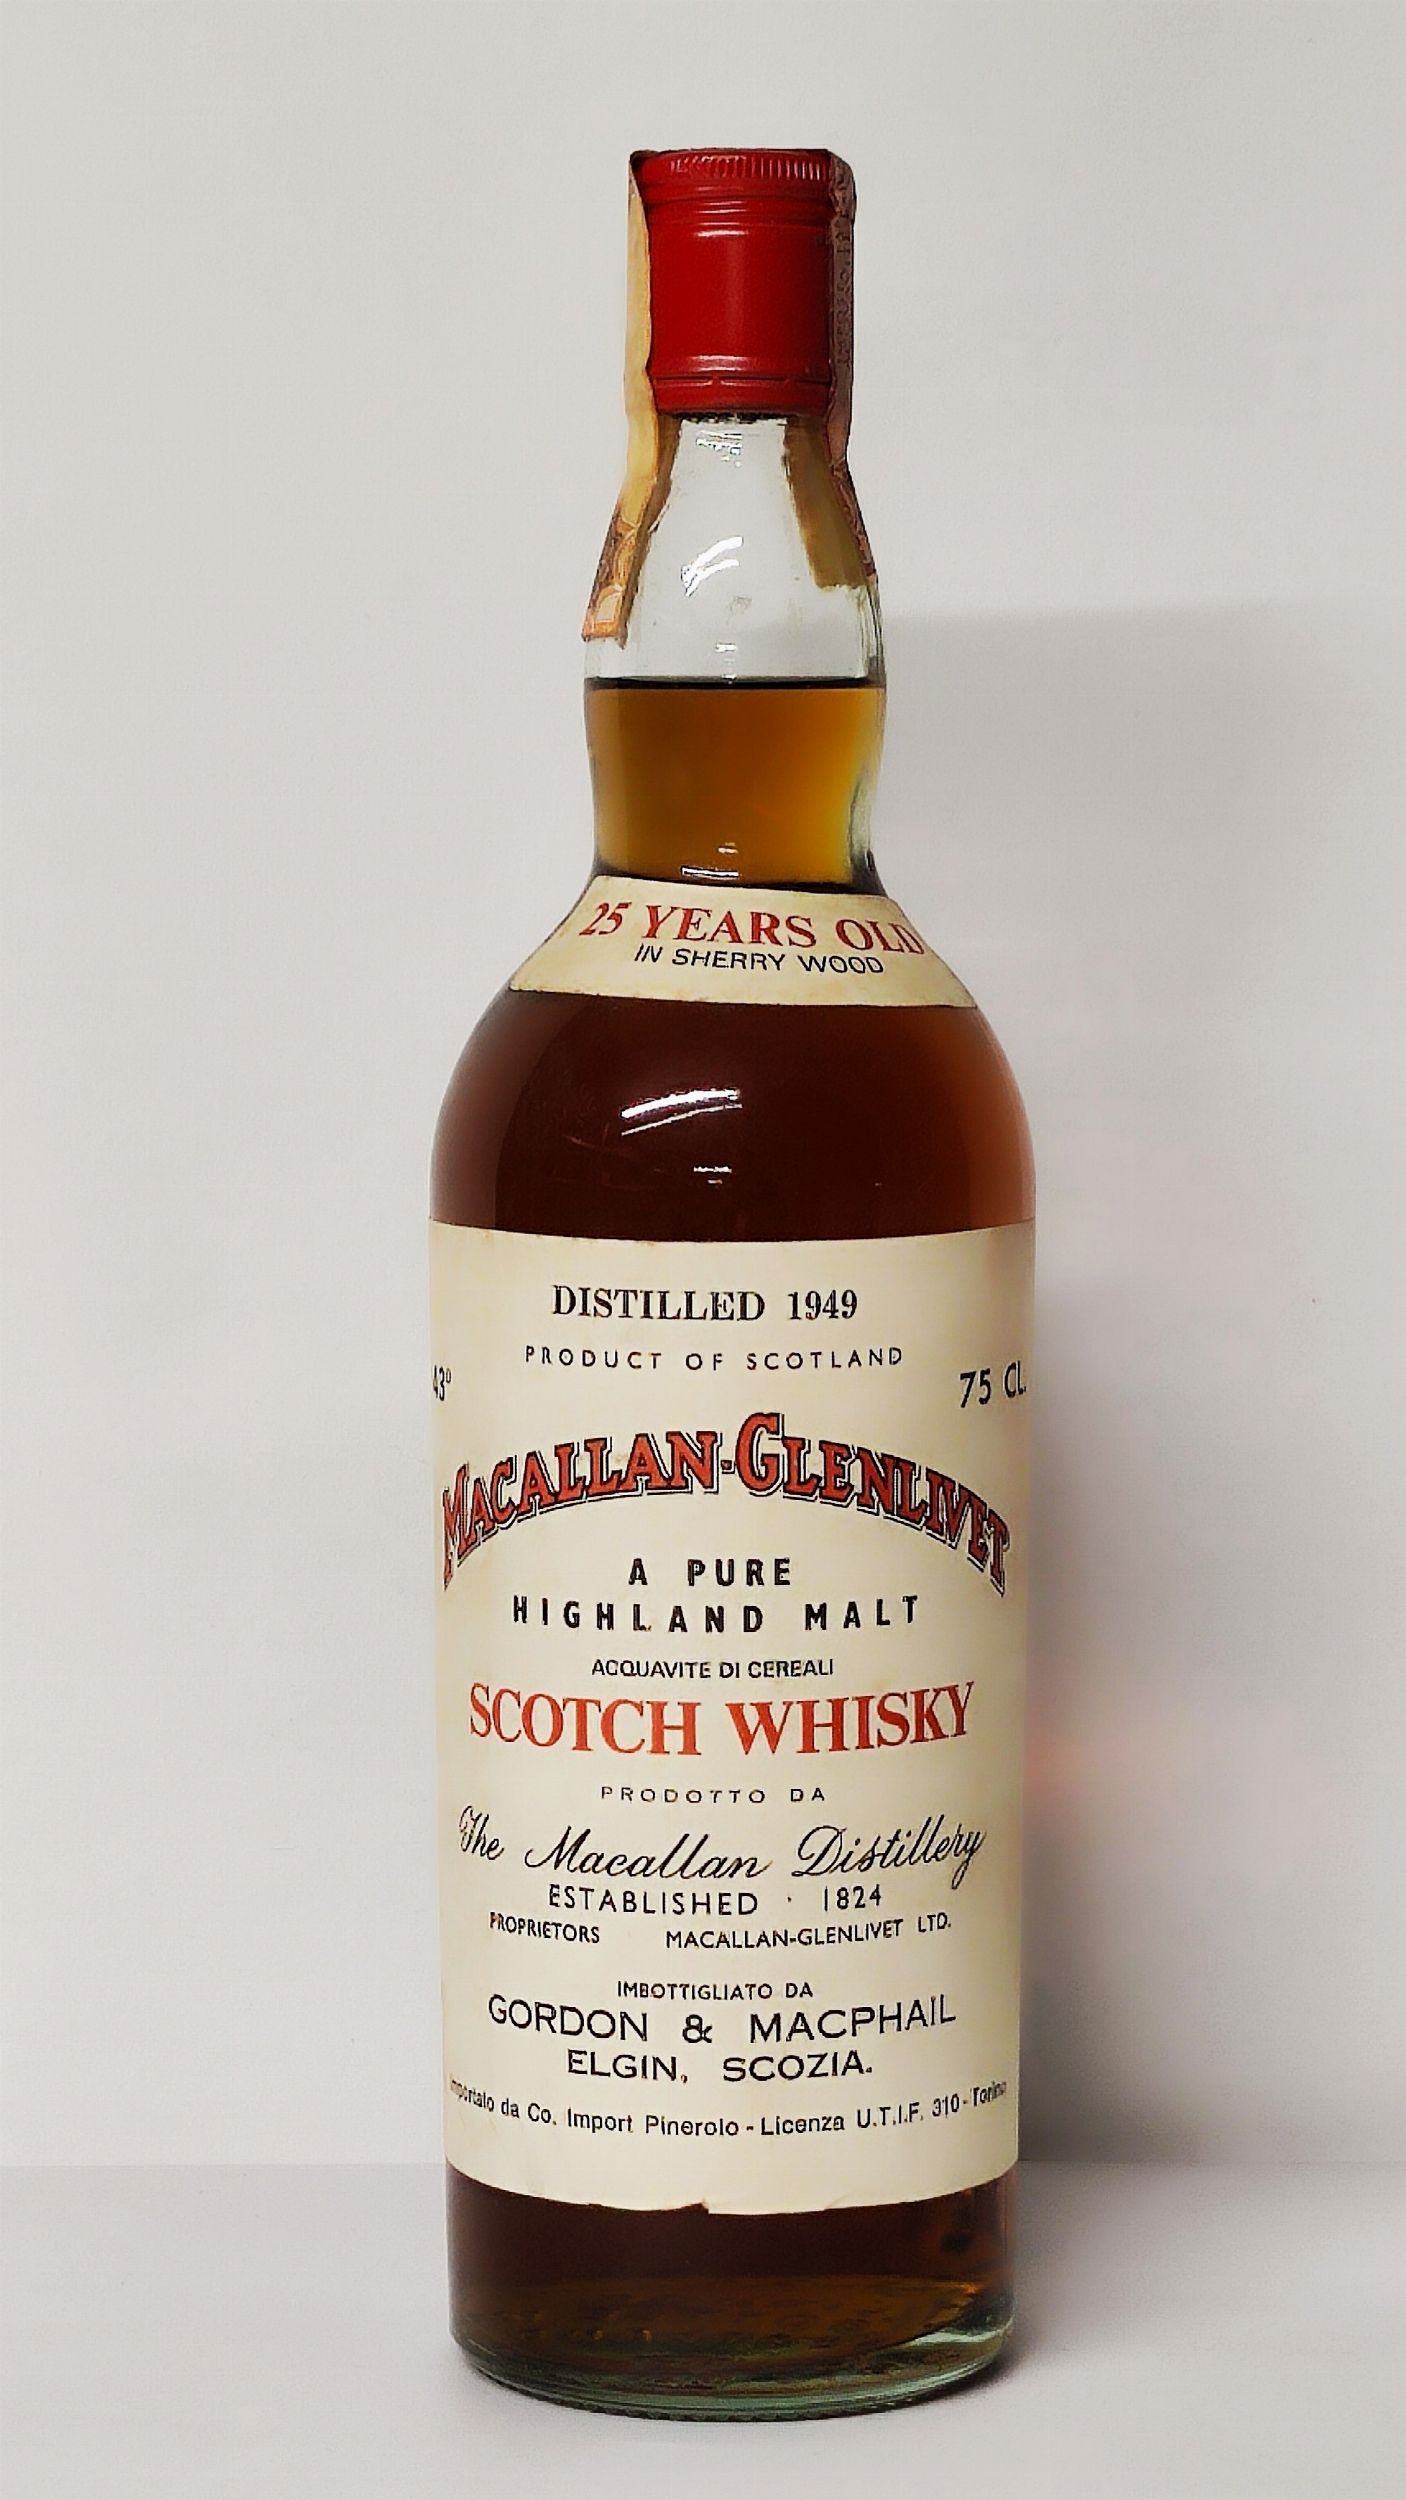 25 YEARS OLD
IN SHERRY WOOD
DISTILLED 1949
PRODUCT OF SCOTLAND
43° 75 CL.
MACALLAN-GLENLIVET
A PURE
HIGHLAND MALT
ACQUAVITE DI CEREALI
SCOTCH WHISKY
PRODOTTO DA
The Macallan Distillery
ESTABLISHED · 1824
PROPRIETORS MACALLAN-GLENLIVET LTD.
IMBOTTIGLIATO DA
GORDON & MACPHAIL
ELGIN, SCOZIA.
Importato da Co. Import Pinerolo - Licenza U.T.I.F. 310 - Torino